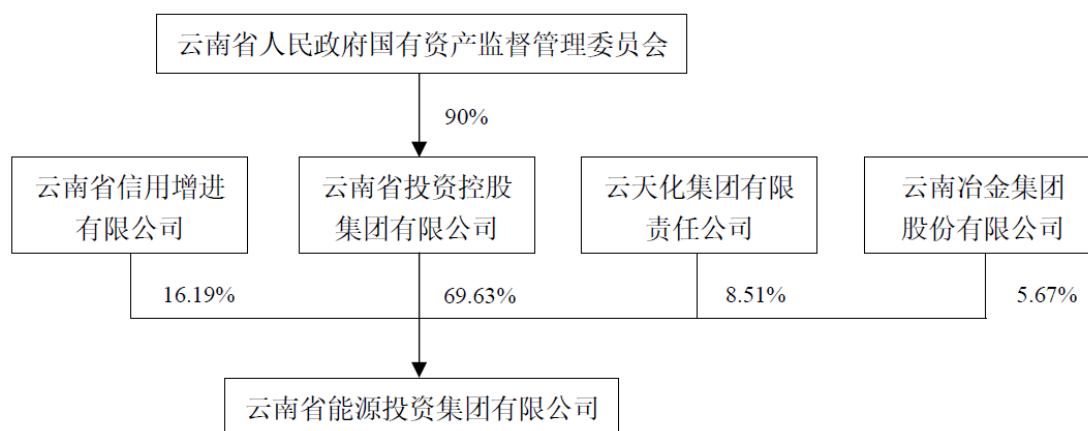 云南省人民政府国有资产监督管理委员会
90%
云南省信用增进
有限公司
云南省投资控股
集团有限公司
云天化集团有限
责任公司
云南冶金集团
股份有限公司
16.19%
69.63%
8.51%
5.67%
云南省能源投资集团有限公司